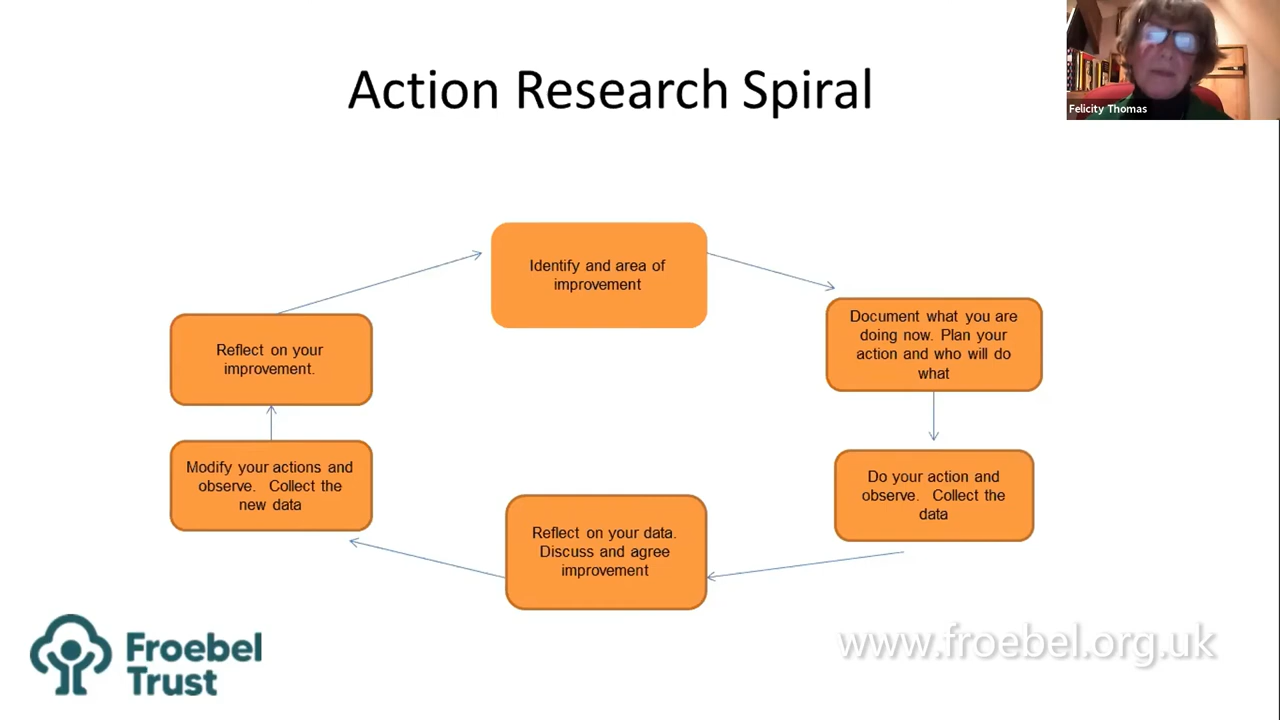 Action Research Spiral
Felicity Thomas
Identify and area of
improvement
Document what you are
doing now. Plan your
action and who will do
what
Do your action and
observe. Collect the
data
Reflect on your data.
Discuss and agree
improvement
Modify your actions and
observe. Collect the
new data
Reflect on your
improvement.
Froebel
Trust
www.froebel.org.uk